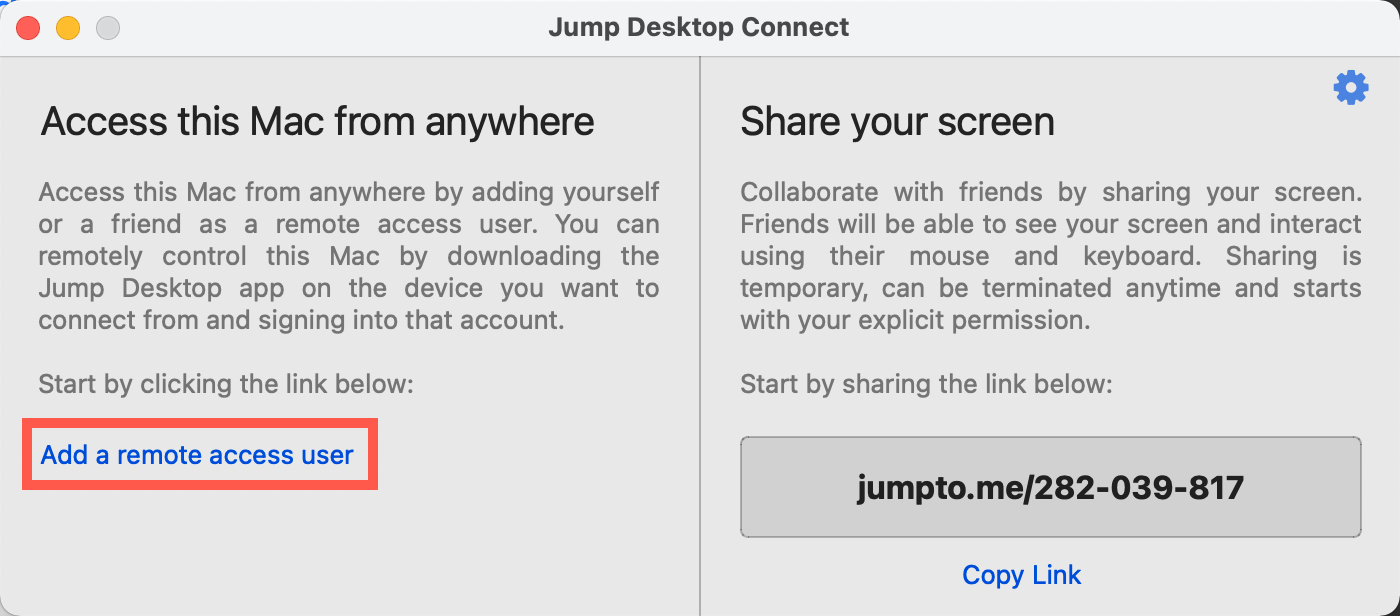 Jump Desktop Connect
Access this Mac from anywhere
Access this Mac from anywhere by adding yourself
or a friend as a remote access user. You can
remotely control this Mac by downloading the
Jump Desktop app on the device you want to
connect from and signing into that account.
Start by clicking the link below:
Add a remote access user
Share your screen
Collaborate with friends by sharing your screen.
Friends will be able to see your screen and interact
using their mouse and keyboard. Sharing is
temporary, can be terminated anytime and starts
with your explicit permission.
Start by sharing the link below:
jumpto.me/282-039-817
Copy Link